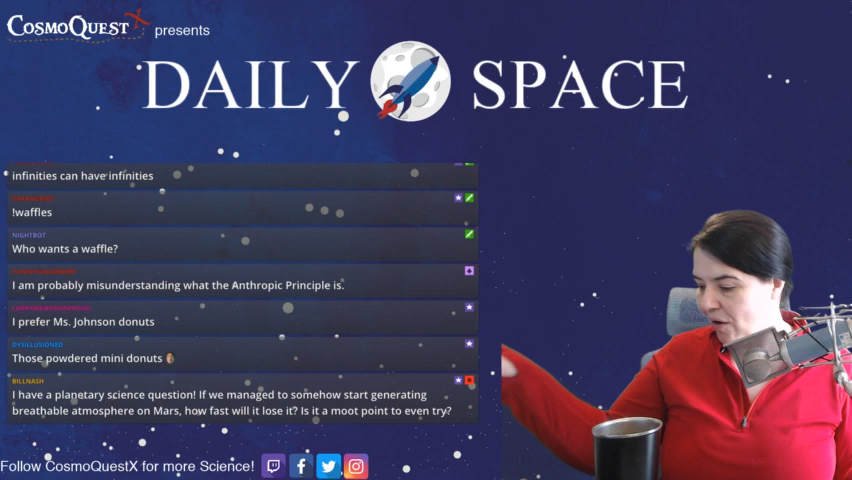 CosmoQuestX presents
DAILY SPACE
infinities can have infinities
!waffles
NIGHTBOT
Who wants a waffle?
I am probably misunderstanding what the Anthropic Principle is.
I prefer Ms. Johnson donuts
DYSILLUSIONED
Those powdered mini donuts
BILLNASH
I have a planetary science question! If we managed to somehow start generating
breathable atmosphere on Mars, how fast will it lose it? Is it a moot point to even try?
Follow CosmoQuestX for more Science!